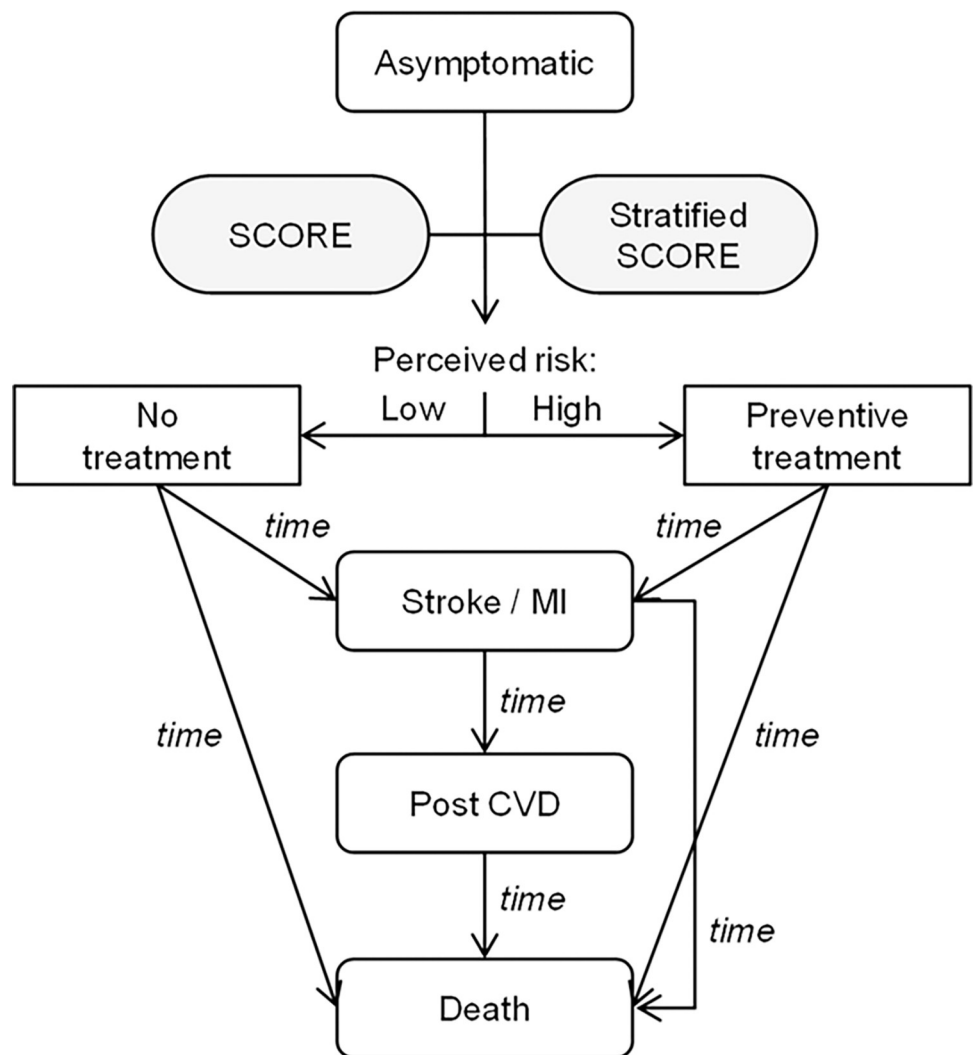 Asymptomatic
SCORE
Stratified
SCORE
Perceived risk:
Low
High
No
treatment
Preventive
treatment
time
time
Stroke / MI
time
time
time
Post CVD
time
time
Death